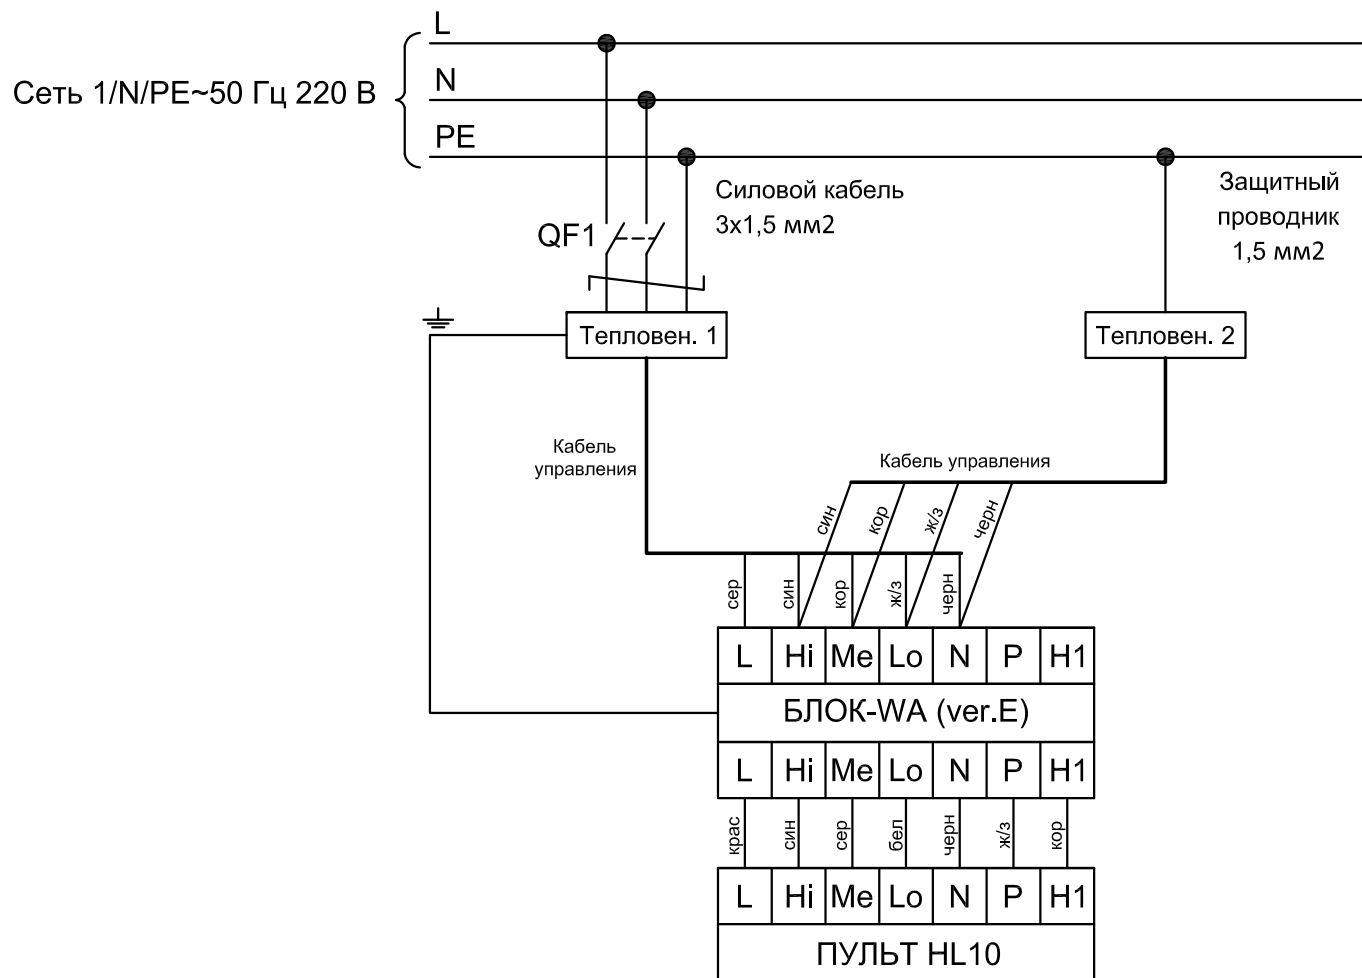 L
Сеть 1/N/PE~50 Гц 220 В
N
PE
Силовой кабель
3x1,5 мм2
Защитный
проводник
1,5 мм2
QF1
Тепловен. 1
Тепловен. 2
Кабель
управления
Кабель управления
син
кор
ж/з
черн
сер
син
кор
ж/з
черн
L Hi Me Lo N P H1
БЛОК-WA (ver.E)
L Hi Me Lo N P H1
крас
син
сер
бел
черн
ж/з
кор
L Hi Me Lo N P H1
ПУЛЬТ HL10